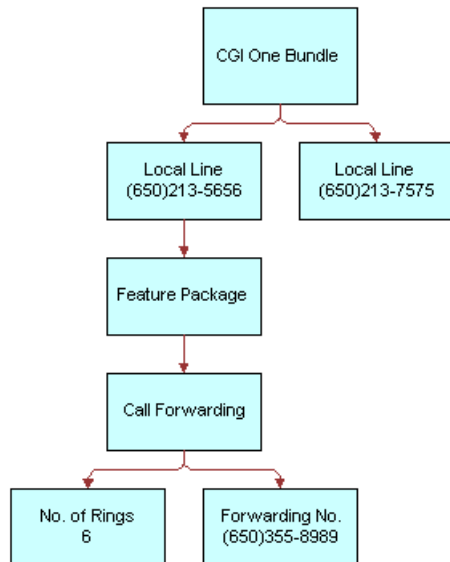 CGI One Bundle
Local Line
(650)213-5656
Local Line
(650)213-7575
Feature Package
Call Forwarding
No. of Rings
6
Forwarding No.
(650)355-8989